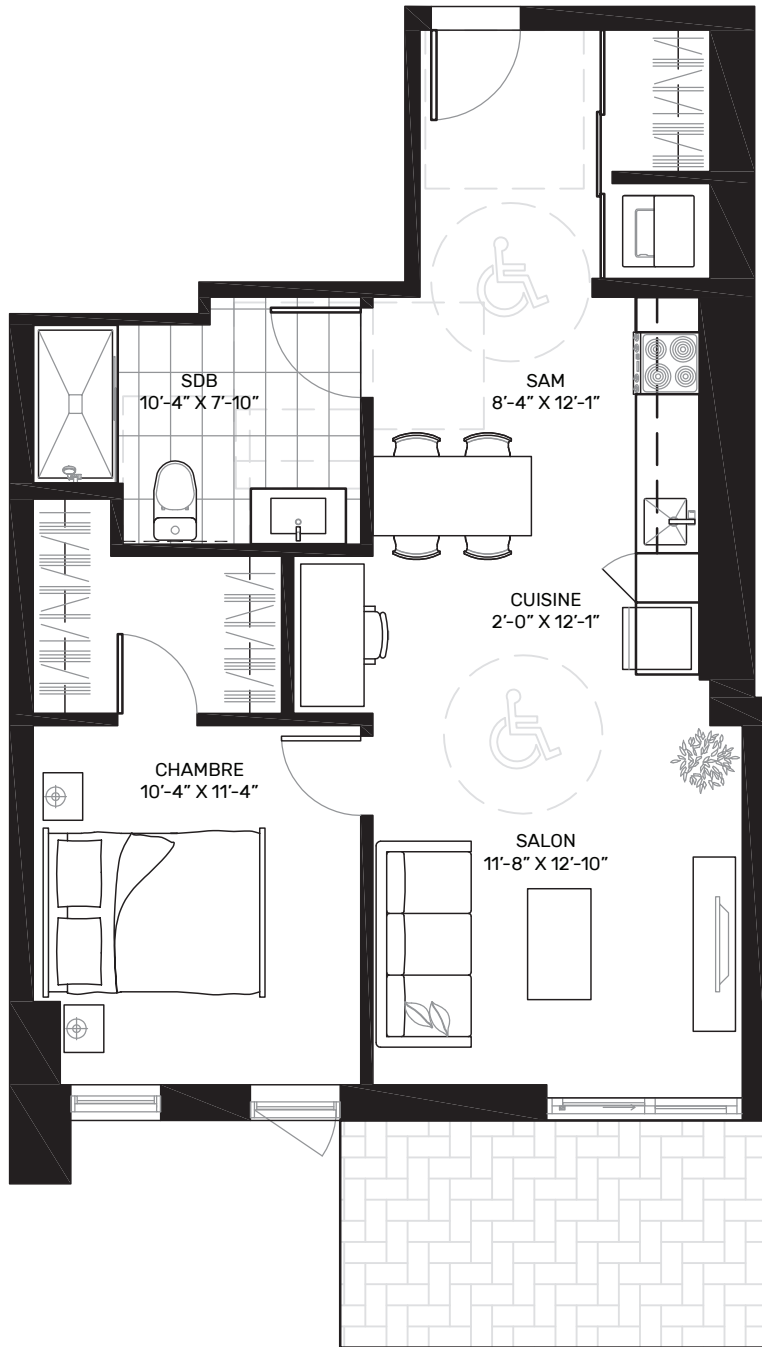 SDB
10’-4” X 7’-10”
SAM
8’-4” X 12’-1”
CUISINE
2’-0” X 12’-1”
CHAMBRE
10’-4” X 11’-4”
SALON
11’-8” X 12’-10”